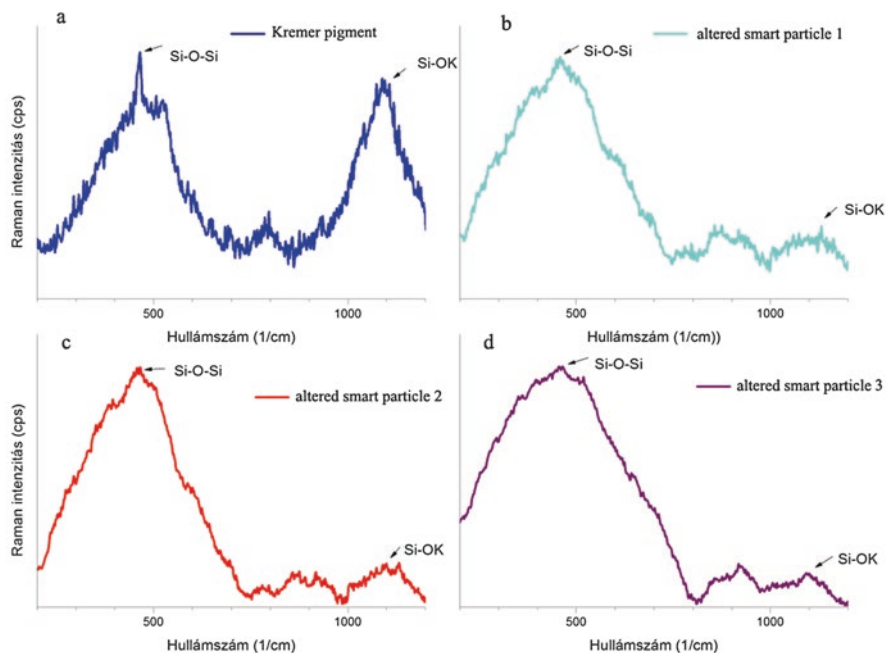 a
Kremer pigment
Si-O-Si
Si-OK
Raman intenzitás (cps)
500
1000
Hullámszám (1/cm)
b
altered smart particle 1
Si-O-Si
Si-OK
500
1000
Hullámszám (1/cm))
c
Si-O-Si
altered smart particle 2
Si-OK
Raman intenzitás (cps)
500
1000
Hullámszám (1/cm)
d
Si-O-Si
altered smart particle 3
Si-OK
500
1000
Hullámszám (1/cm)